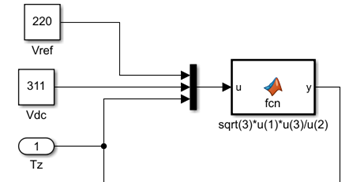 220
Vref
311
Vdc
1
Tz
u
fcn
y
sqrt(3)*u(1)*u(3)/u(2)